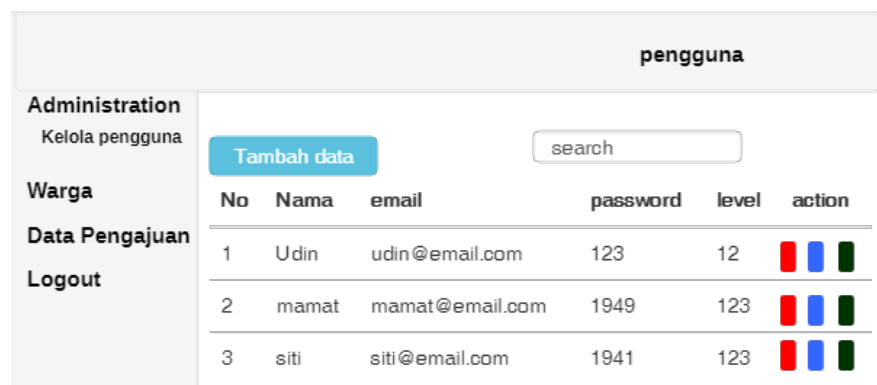 pengguna
Administration
Kelola pengguna
Warga
Data Pengajuan
Logout
Tambah data
search
No Nama email password level action
1 Udin udin@email.com 123 12
2 mamat mamat@email.com 1949 123
3 siti siti@email.com 1941 123